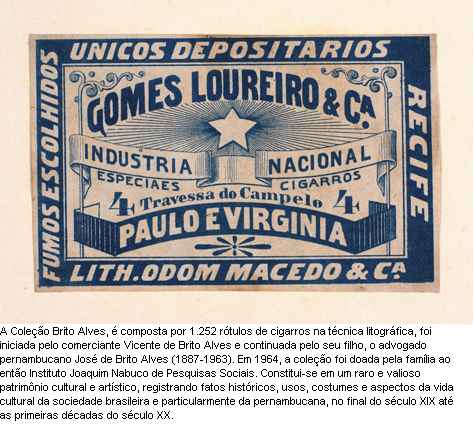 UNICOS DEPOSITARIOS
FUMOS ESCOLHIDOS
GOMES LOUREIRO & CA.
RECIFE
INDUSTRIA NACIONAL
ESPECIÃES CIGARROS
4 Travessa do Campelo 4
PAULO E VIRGINIA
LITH. ODOM MACEDO & CA
A Coleção Brito Alves, é composta por 1.252 rótulos de cigarros na técnica litográfica, foi
iniciada pelo comerciante Vicente de Brito Alves e continuada pelo seu filho, o advogado
pernambucano José de Brito Alves (1887-1963). Em 1964, a coleção foi doada pela família ao
então Instituto Joaquim Nabuco de Pesquisas Sociais. Constitui-se em um raro e valioso
patrimônio cultural e artístico, registrando fatos históricos, usos, costumes e aspectos da vida
cultural da sociedade brasileira e particularmente da pernambucana, no final do século XIX até
as primeiras décadas do século XX.